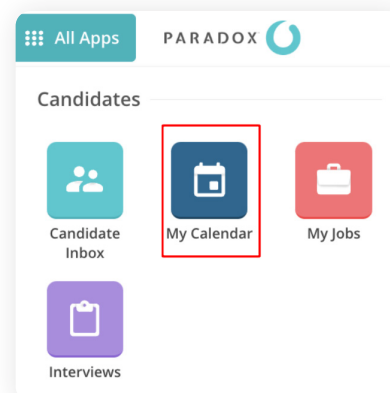 All Apps PARADOX
Candidates
Candidate
Inbox
My Calendar
My Jobs
Interviews